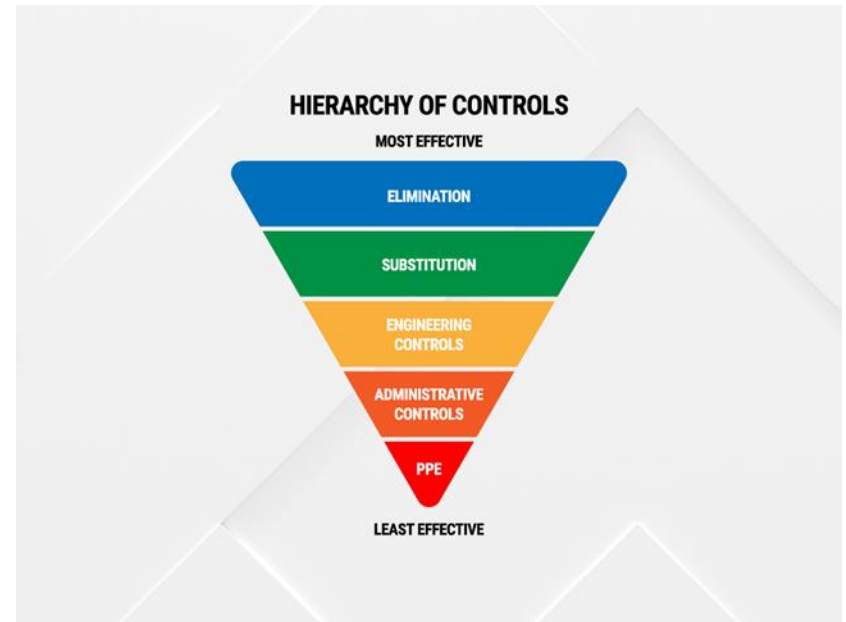 HIERARCHY OF CONTROLS
MOST EFFECTIVE
ELIMINATION
SUBSTITUTION
ENGINEERING
CONTROLS
ADMINISTRATIVE
CONTROLS
PPE
LEAST EFFECTIVE